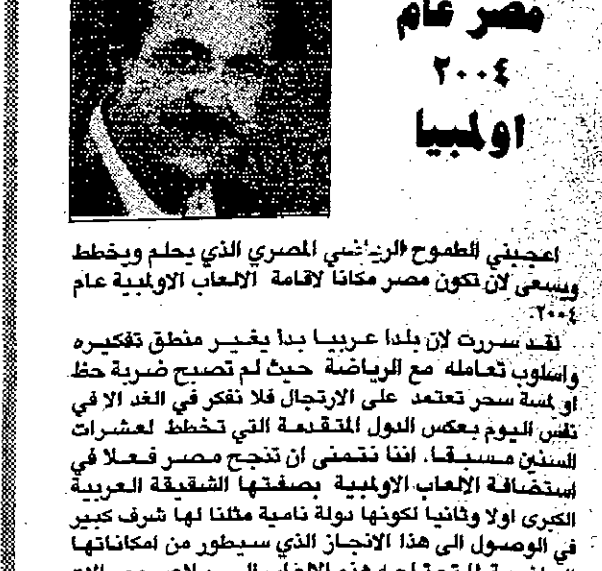 مصر عام
٢٠٠٤
اولمبيا
اعجبني الطموح الرياضي المصري الذي يحلم ويخطط
ويسعى لان تكون مصر مكانا لاقامة الالعاب الاولمبية عام
٢٠٠٤.
لقد سررت لان بلدا عربيا بدا يغير منطق تفكيره
واسلوب تعامله مع الرياضة حيث لم تصبح ضربة حظ
او لمسة سحر تعتمد على الارتجال فلا نفكر في الغد الا في
نفس اليوم بعكس الدول المتقدمة التي تخطط لعشرات
السنين مسبقا. اننا نتمنى ان تنجح مصر فعلا في
استضافة الالعاب الاولمبية بصفتها الشقيقة العربية
الكبرى اولا وثانيا لكونها دولة نامية مثلنا لها شرف كبير
في الوصول الى هذا الانجاز الذي سيطور من امكاناتها